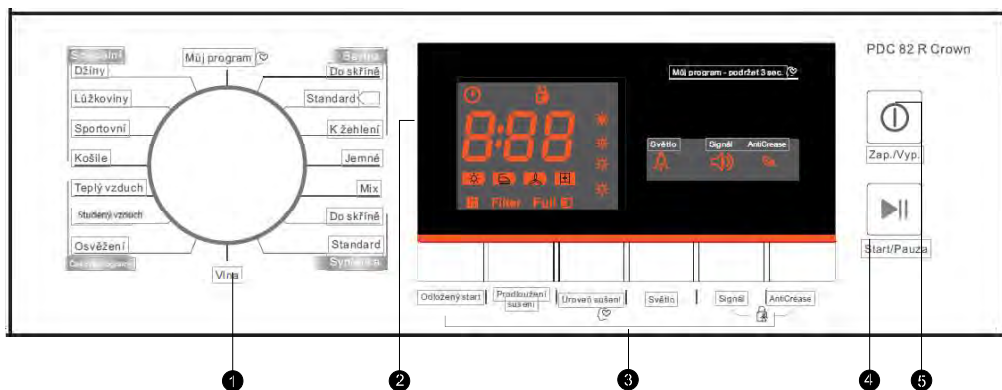 Speciální
Džíny
Lůžkoviny
Sportovní
Košile
Teplý vzduch
Studený vzduch
Osvěžení
Můj program
Bavlna
Do skříně
Standard
K žehlení
Jemné
Mix
Do skříně
Standard
Syntetika
Vlna
Můj program - podržet 3 sec.
8:88
Filter Full
Světlo Signál AntiCrease
PDC 82 R Crown
Zap./Vyp.
Start/Pauza
Odložený start
Prodloužení
sušení
Úroveň sušení
Světlo
Signál
AntiCrease
1 2 3 4 5